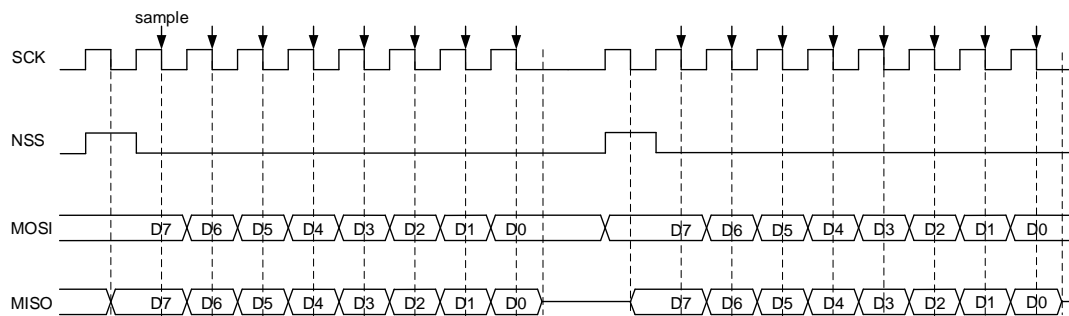 sample
SCK
NSS
MOSI D7 D6 D5 D4 D3 D2 D1 D0 D7 D6 D5 D4 D3 D2 D1 D0
MISO D7 D6 D5 D4 D3 D2 D1 D0 D7 D6 D5 D4 D3 D2 D1 D0